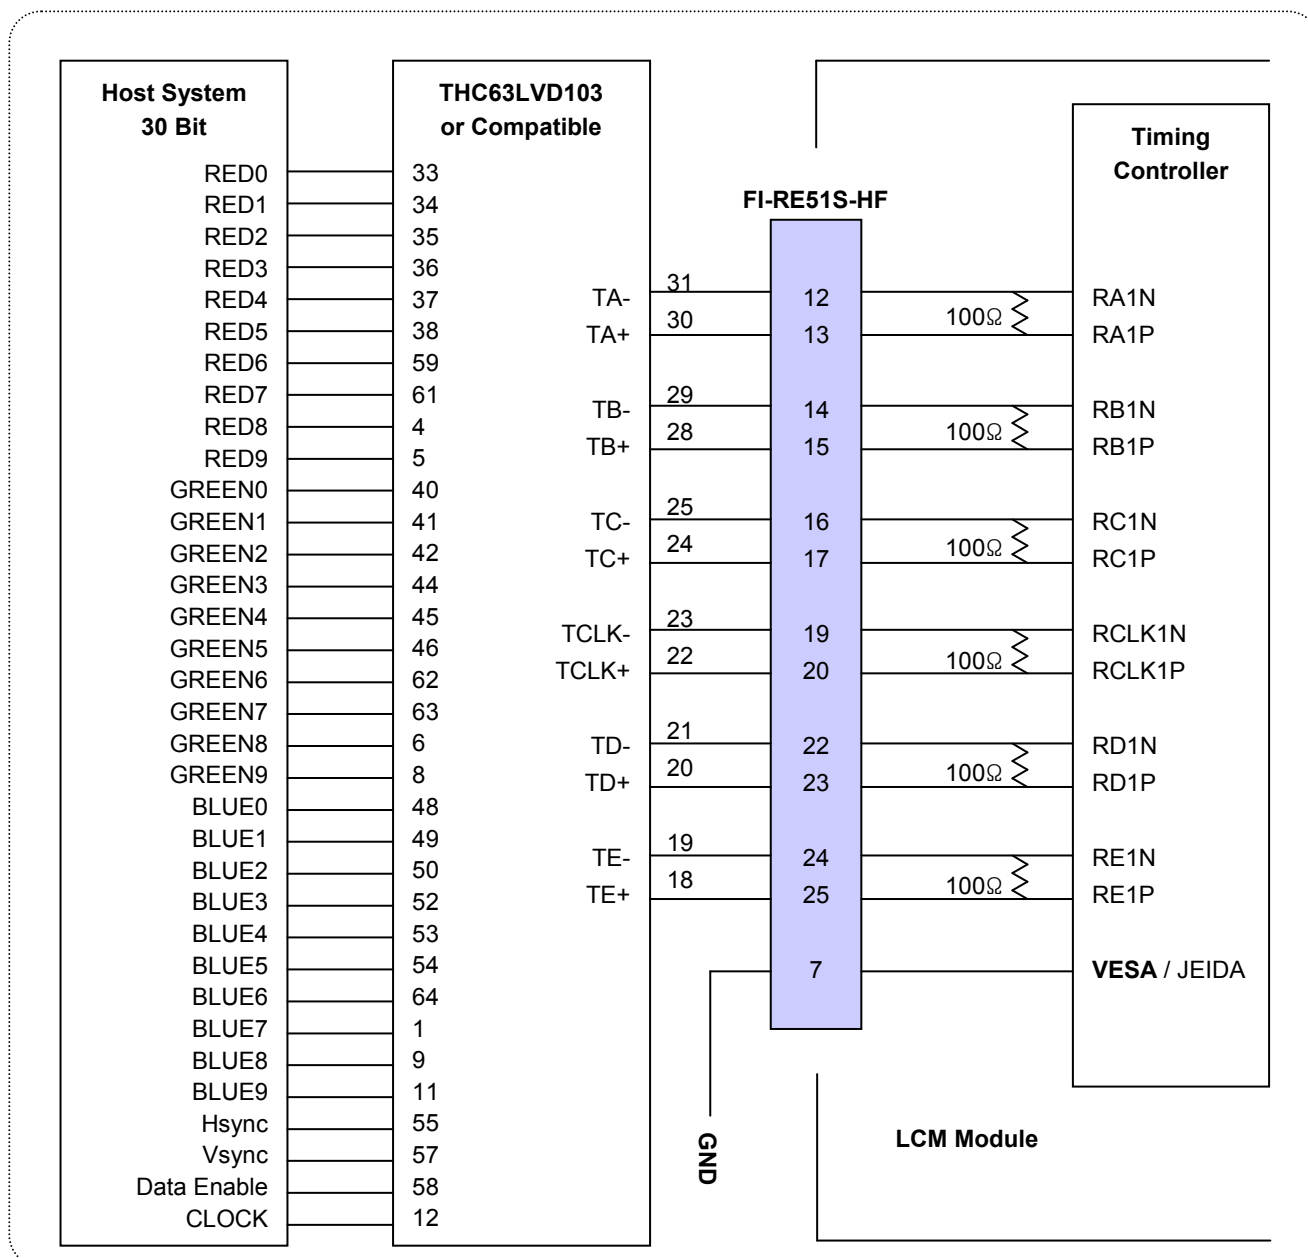 Host System
30 Bit
RED0
RED1
RED2
RED3
RED4
RED5
RED6
RED7
RED8
RED9
GREEN0
GREEN1
GREEN2
GREEN3
GREEN4
GREEN5
GREEN6
GREEN7
GREEN8
GREEN9
BLUE0
BLUE1
BLUE2
BLUE3
BLUE4
BLUE5
BLUE6
BLUE7
BLUE8
BLUE9
Hsync
Vsync
Data Enable
CLOCK
THC63LVD103
or Compatible
33
34
35
36
37
38
59
61
4
5
40
41
42
44
45
46
62
63
6
8
48
49
50
52
53
54
64
1
9
11
55
57
58
12
TA-
TA+
TB-
TB+
TC-
TC+
TCLK-
TCLK+
TD-
TD+
TE-
TE+
31
30
29
28
25
24
23
22
21
20
19
18
GND
FI-RE51S-HF
12
13
14
15
16
17
19
20
22
23
24
25
7
100Ω
100Ω
100Ω
100Ω
100Ω
100Ω
Timing
Controller
RA1N
RA1P
RB1N
RB1P
RC1N
RC1P
RCLK1N
RCLK1P
RD1N
RD1P
RE1N
RE1P
VESA / JEIDA
LCM Module